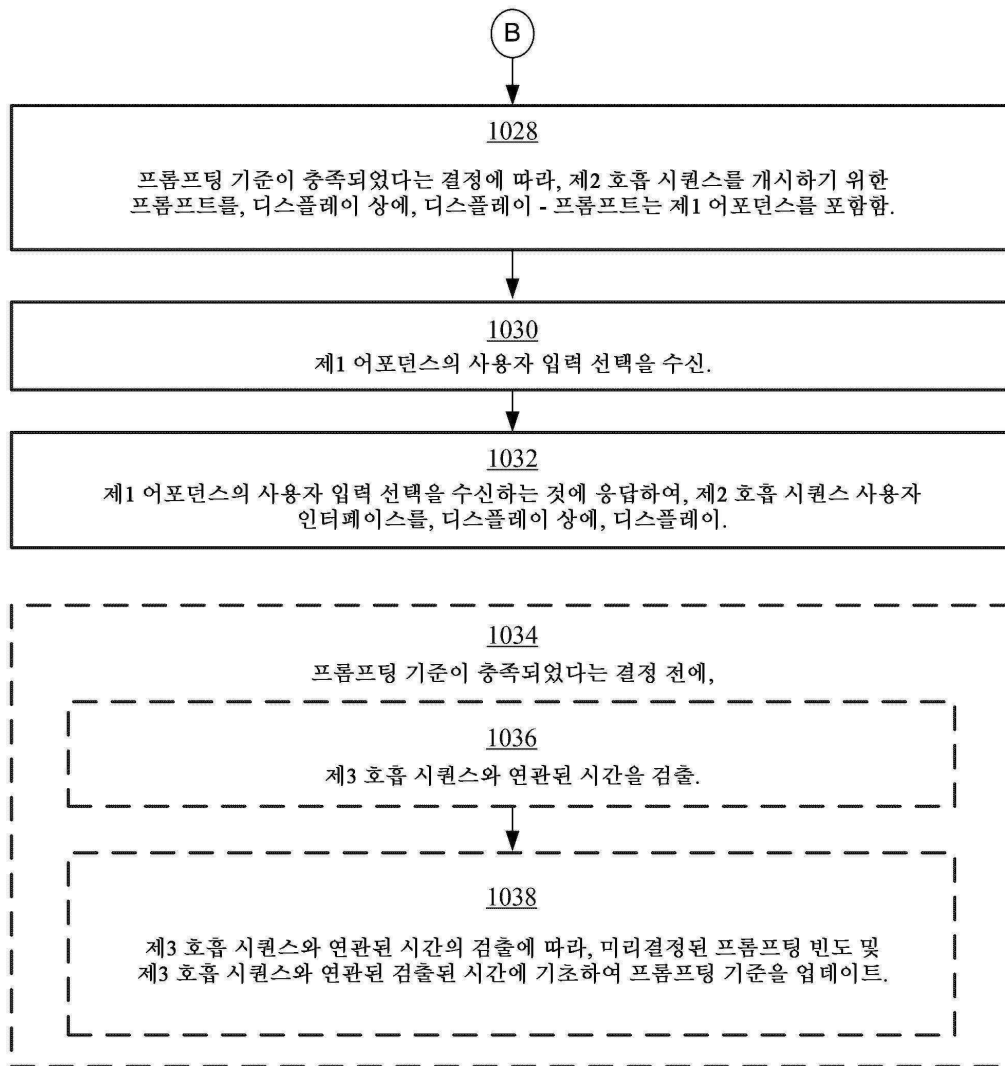 B
1028
프롬프팅 기준이 충족되었다는 결정에 따라, 제2 호흡 시퀀스를 개시하기 위한
프롬프트를, 디스플레이 상에, 디스플레이 - 프롬프트는 제1 어포던스를 포함함.
1030
제1 어포던스의 사용자 입력 선택을 수신.
1032
제1 어포던스의 사용자 입력 선택을 수신하는 것에 응답하여, 제2 호흡 시퀀스 사용자
인터페이스를, 디스플레이 상에, 디스플레이.
1034
프롬프팅 기준이 충족되었다는 결정 전에,
1036
제3 호흡 시퀀스와 연관된 시간을 검출.
1038
제3 호흡 시퀀스와 연관된 시간의 검출에 따라, 미리결정된 프롬프팅 빈도 및
제3 호흡 시퀀스와 연관된 검출된 시간에 기초하여 프롬프팅 기준을 업데이트.